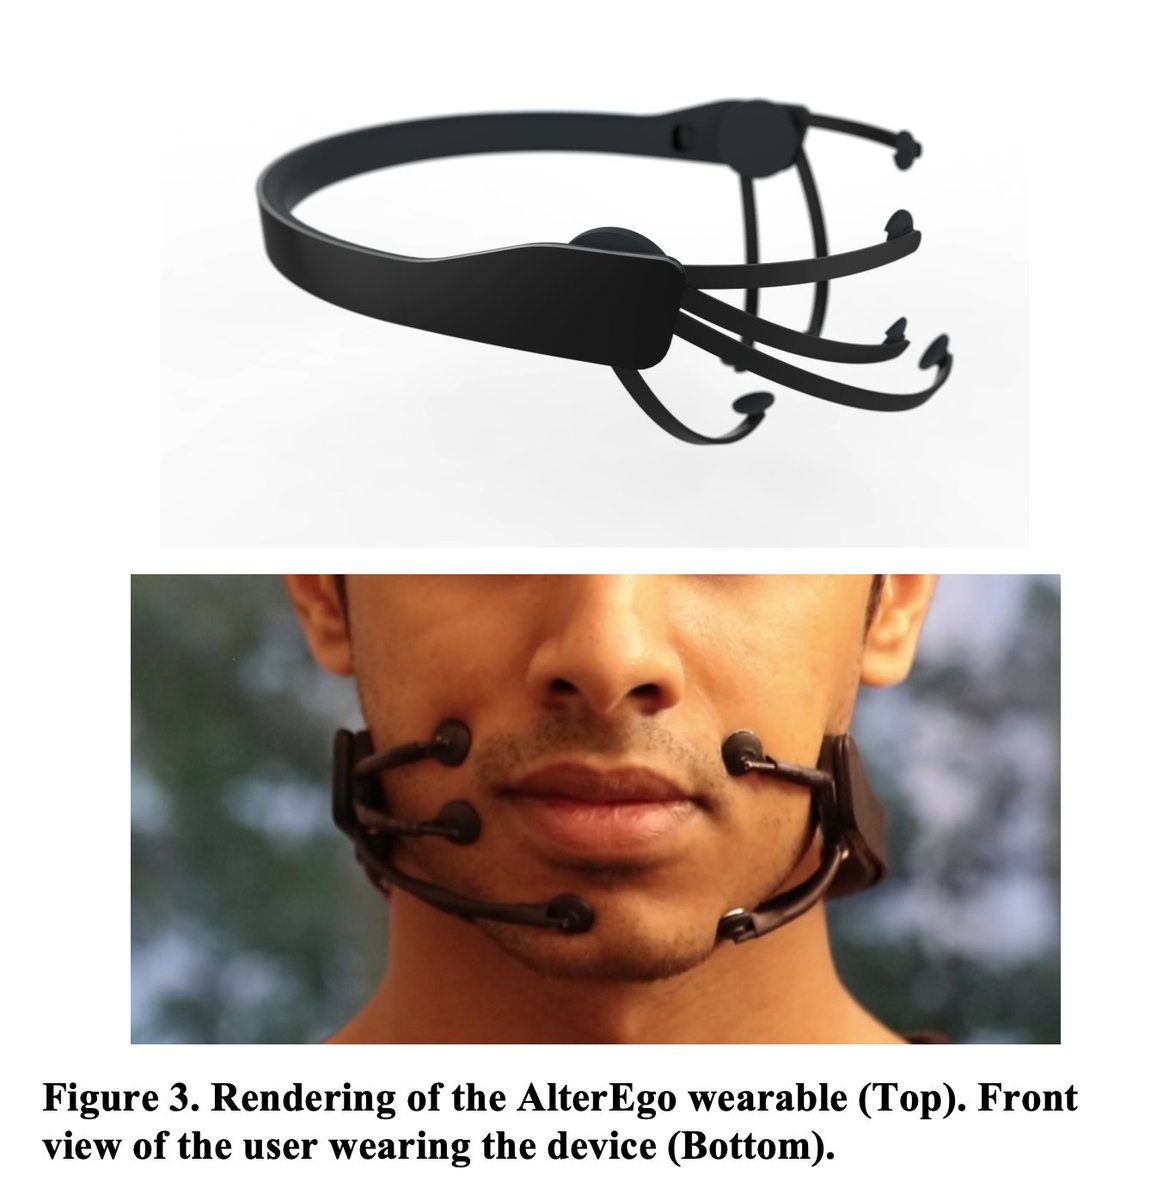 Figure 3. Rendering of the AlterEgo wearable (Top). Front
view of the user wearing the device (Bottom).